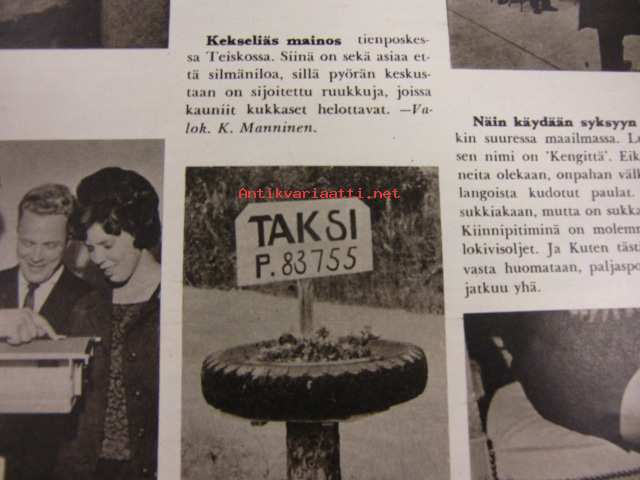 Kekseliäs mainos tienposkes-
sa Teiskossa. Siinä on sekä asiaa et-
tä silmäniloa, sillä pyörän keskus-
taan on sijoitettu ruukkuja, joissa
kauniit kukkaset helottavat. —Va-
lok. K. Manninen.
Antikvariaatti.net
TAKSI
P. 83755
Näin käydään syksyyn
kin suuressa maailmassa.
sen nimi on 'Kengittä'.
neita olekaan, onpahan
langoista kudotut paulat.
sukkiakaan, mutta on
Kiinnipitiminä on
lokivisoljet. Ja Kuten
vasta huomataan,
jatkuu yhä.